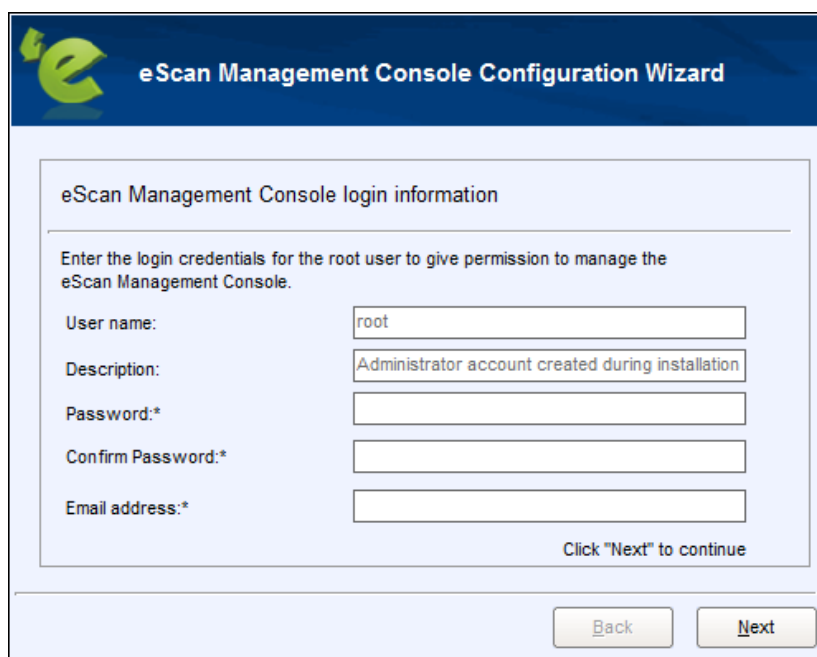 eScan Management Console Configuration Wizard
eScan Management Console login information
Enter the login credentials for the root user to give permission to manage the
eScan Management Console.
User name: root
Description: Administrator account created during installation
Password:*
Confirm Password:*
Email address:*
Click "Next" to continue
Back Next